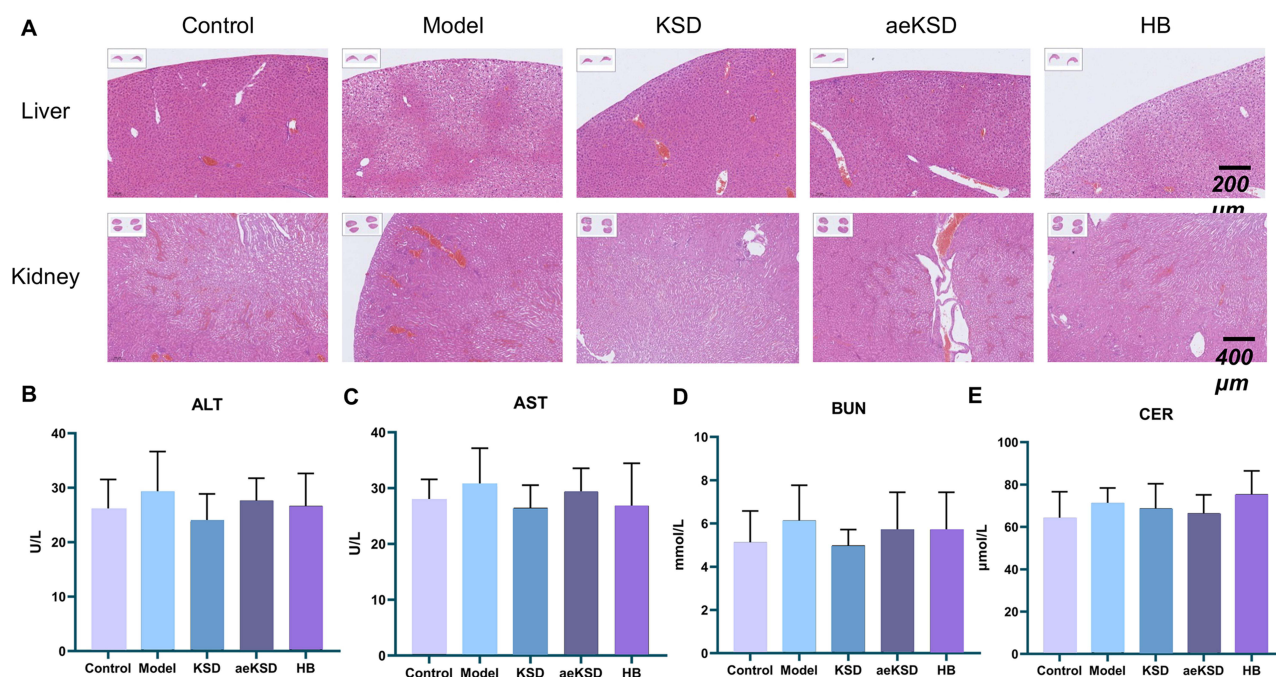 A
Control
Model
KSD
aeKSD
HB
Liver
200
µm
Kidney
400
µm
B
ALT
U/L
40
30
20
10
0
Control
Model
KSD
aeKSD
HB
C
AST
U/L
40
30
20
10
0
Control
Model
KSD
aeKSD
HB
D
BUN
mmol/L
10
8
6
4
2
0
Control
Model
KSD
aeKSD
HB
E
CER
µmol/L
100
80
60
40
20
0
Control
Model
KSD
aeKSD
HB